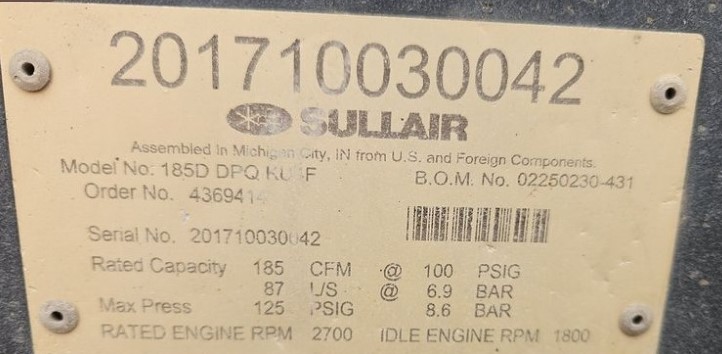 201710030042
SULLAIR
Assembled in Michigan City, IN from U.S. and Foreign Components.
Model No. 185D DPQ
B.O.M. No. 02250230-431
Order No.
Serial No. 201710030042
Rated Capacity 185 CFM @ 100 PSIG
87 L/S @ 6.9 BAR
Max Press 125 PSIG 8.6 BAR
RATED ENGINE RPM 2700 IDLE ENGINE RPM 1800